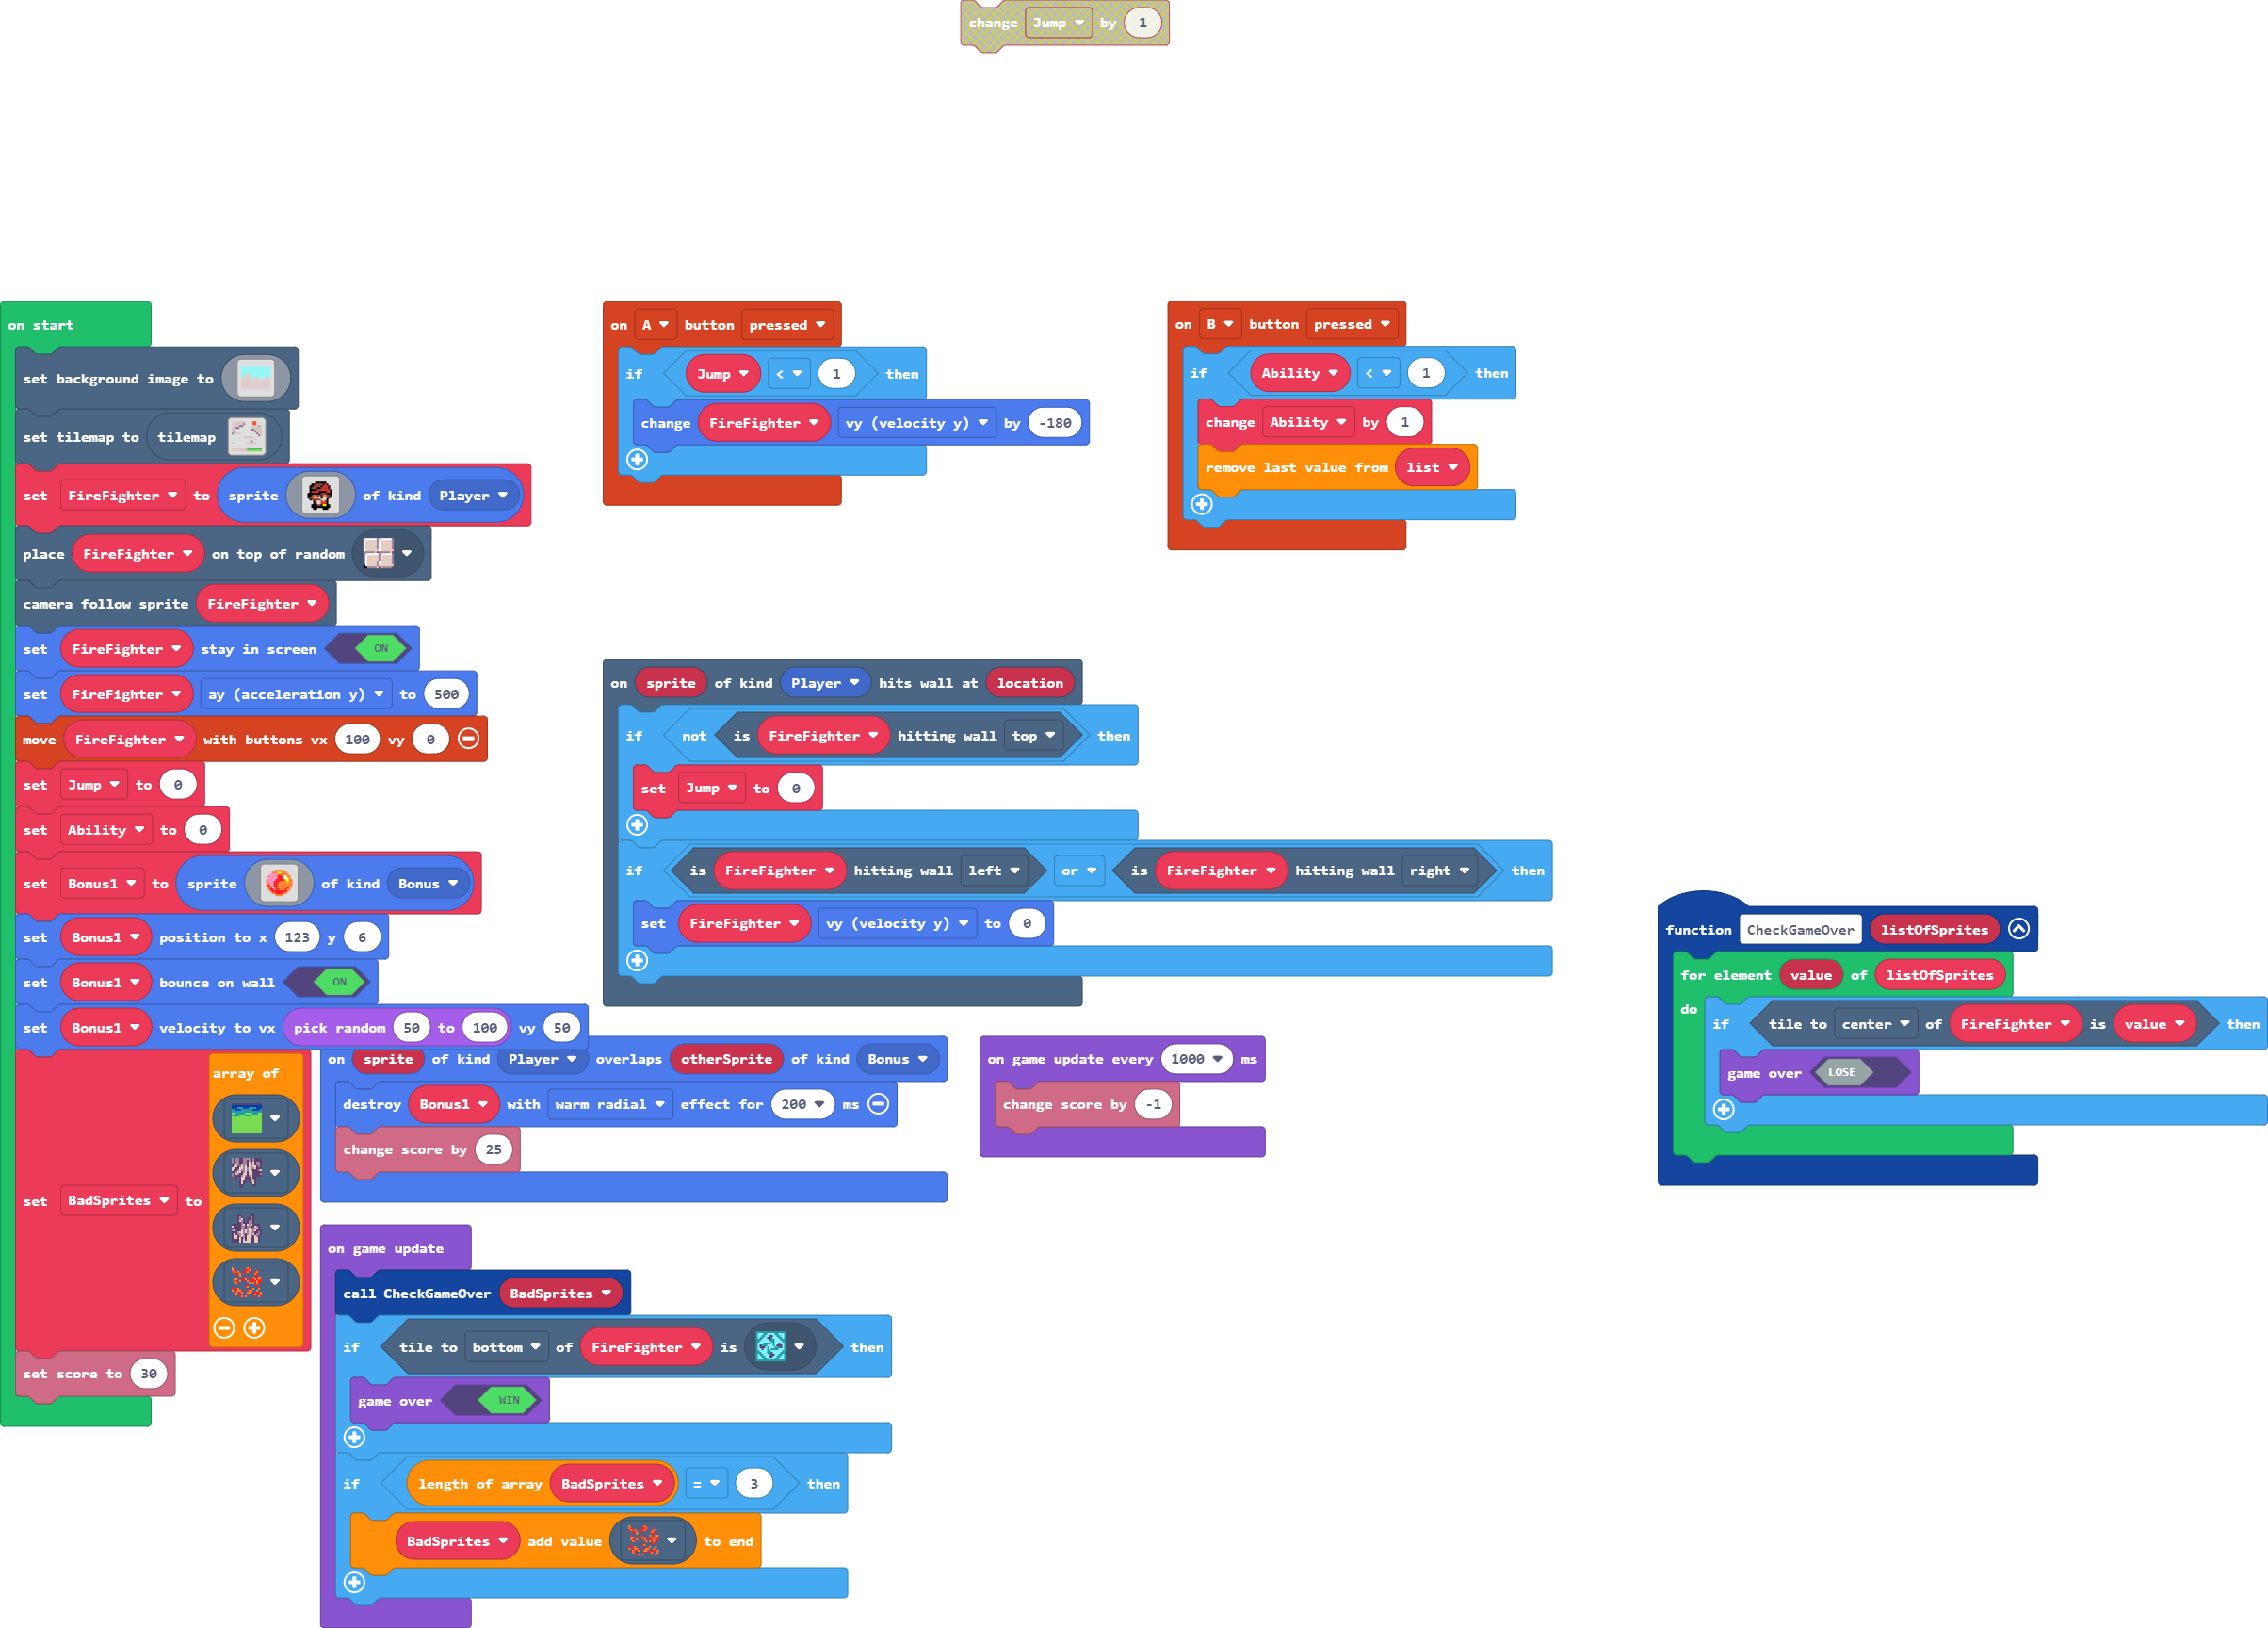 change Jump by 1
on start
set background image to
set tilemap to tilemap
set FireFighter to sprite of kind Player
place FireFighter on top of random
camera follow sprite FireFighter
set FireFighter stay in screen ON
set FireFighter ay (acceleration y) to 500
move FireFighter with buttons vx 100 vy 0
set Jump to 0
set Ability to 0
set Bonus1 to sprite of kind Bonus
set Bonus1 position to x 123 y 6
set Bonus1 bounce on wall ON
set Bonus1 velocity to vx pick random 50 to 100 vy 50
array of
set BadSprites to
set score to 30
on A button pressed
if Jump < 1 then
change FireFighter vy (velocity y) by -180
on B button pressed
if Ability < 1 then
change Ability by 1
remove last value from list
on sprite of kind Player hits wall at location
if not is FireFighter hitting wall top then
set Jump to 0
if is FireFighter hitting wall left or is FireFighter hitting wall right then
set FireFighter vy (velocity y) to 0
on sprite of kind Player overlaps otherSprite of kind Bonus
destroy Bonus1 with warm radial effect for 200 ms
change score by 25
on game update every 1000 ms
change score by -1
on game update
call CheckGameOver BadSprites
if tile to bottom of FireFighter is then
game over WIN
if length of array BadSprites = 3 then
BadSprites add value to end
function CheckGameOver listOfSprites
for element value of listOfSprites
do if tile to center of FireFighter is value then
game over LOSE